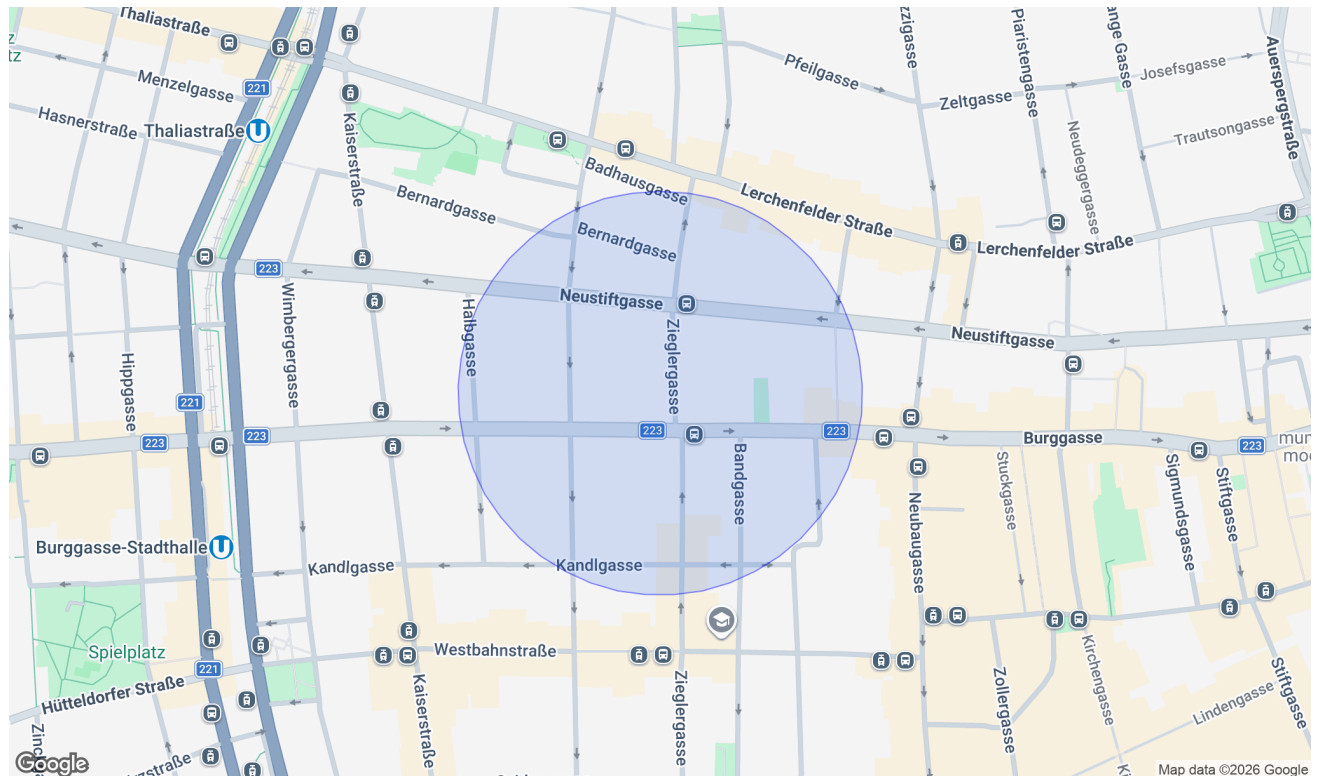 Thaliastraße
Menzelgasse
Hasnerstraße
Thaliastraße
U
221
Kaiserstraße
Pfeilgasse
Piaristengasse
ange Gasse
Josefsgasse
Zeltgasse
Trautsongasse
Auerspergstraße
Neudeggergasse
Badhausgasse
Bernardgasse
Lerchenfelder Straße
Bernardgasse
Lerchenfelder Straße
223
Neustiftgasse
Neustiftgasse
Wimbergergasse
Halbgasse
Zieglergasse
Hippgasse
221
223
223
223
223
Burggasse
223
Bandgasse
Stuckgasse
Sigmundsgasse
Stiftgasse
Neubaugasse
Burggasse-Stadthalle
U
Kandlgasse
Kandlgasse
Spielplatz
Westbahnstraße
221
Hütteldorfer Straße
Kaiserstraße
Zieglergasse
Zollergasse
Kirchengasse
Lindengasse
Stiftgasse
Google
Map data ©2026 Google